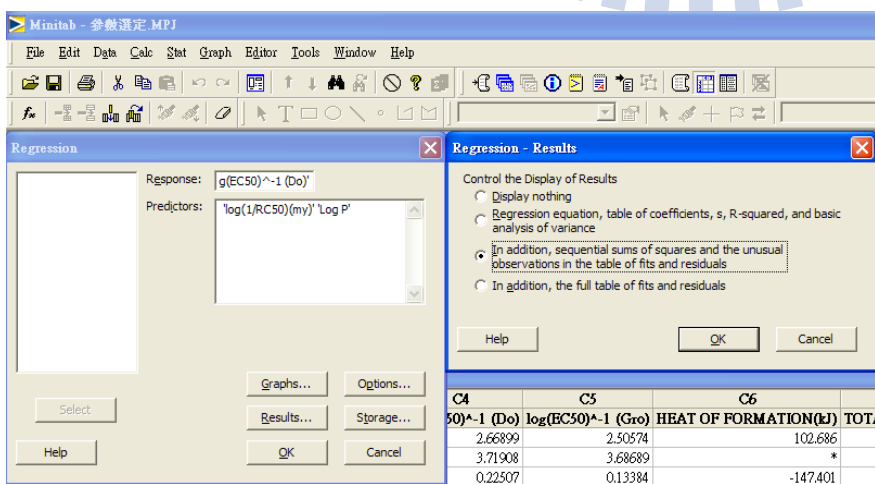 Minitab - 參數選定.MPJ
File Edit Data Calc Stat Graph Editor Tools Window Help
Regression
Response: g(EC50)^-1 (Do)'
Predictors: 'log(1/RC50)(my)' 'Log P'
Graphs... Options...
Select
Results... Storage...
Help OK Cancel
Regression - Results
Control the Display of Results
Display nothing
Regression equation, table of coefficients, s, R-squared, and basic
analysis of variance
In addition, sequential sums of squares and the unusual
observations in the table of fits and residuals
In addition, the full table of fits and residuals
Help OK Cancel
C4 C5 C6
50)^-1 (Do) log(EC50)^-1 (Gro) HEAT OF FORMATION(kJ) TOT
2.66899 2.50574 102.686
3.71908 3.68689 *
0.22507 0.13384 -147.401